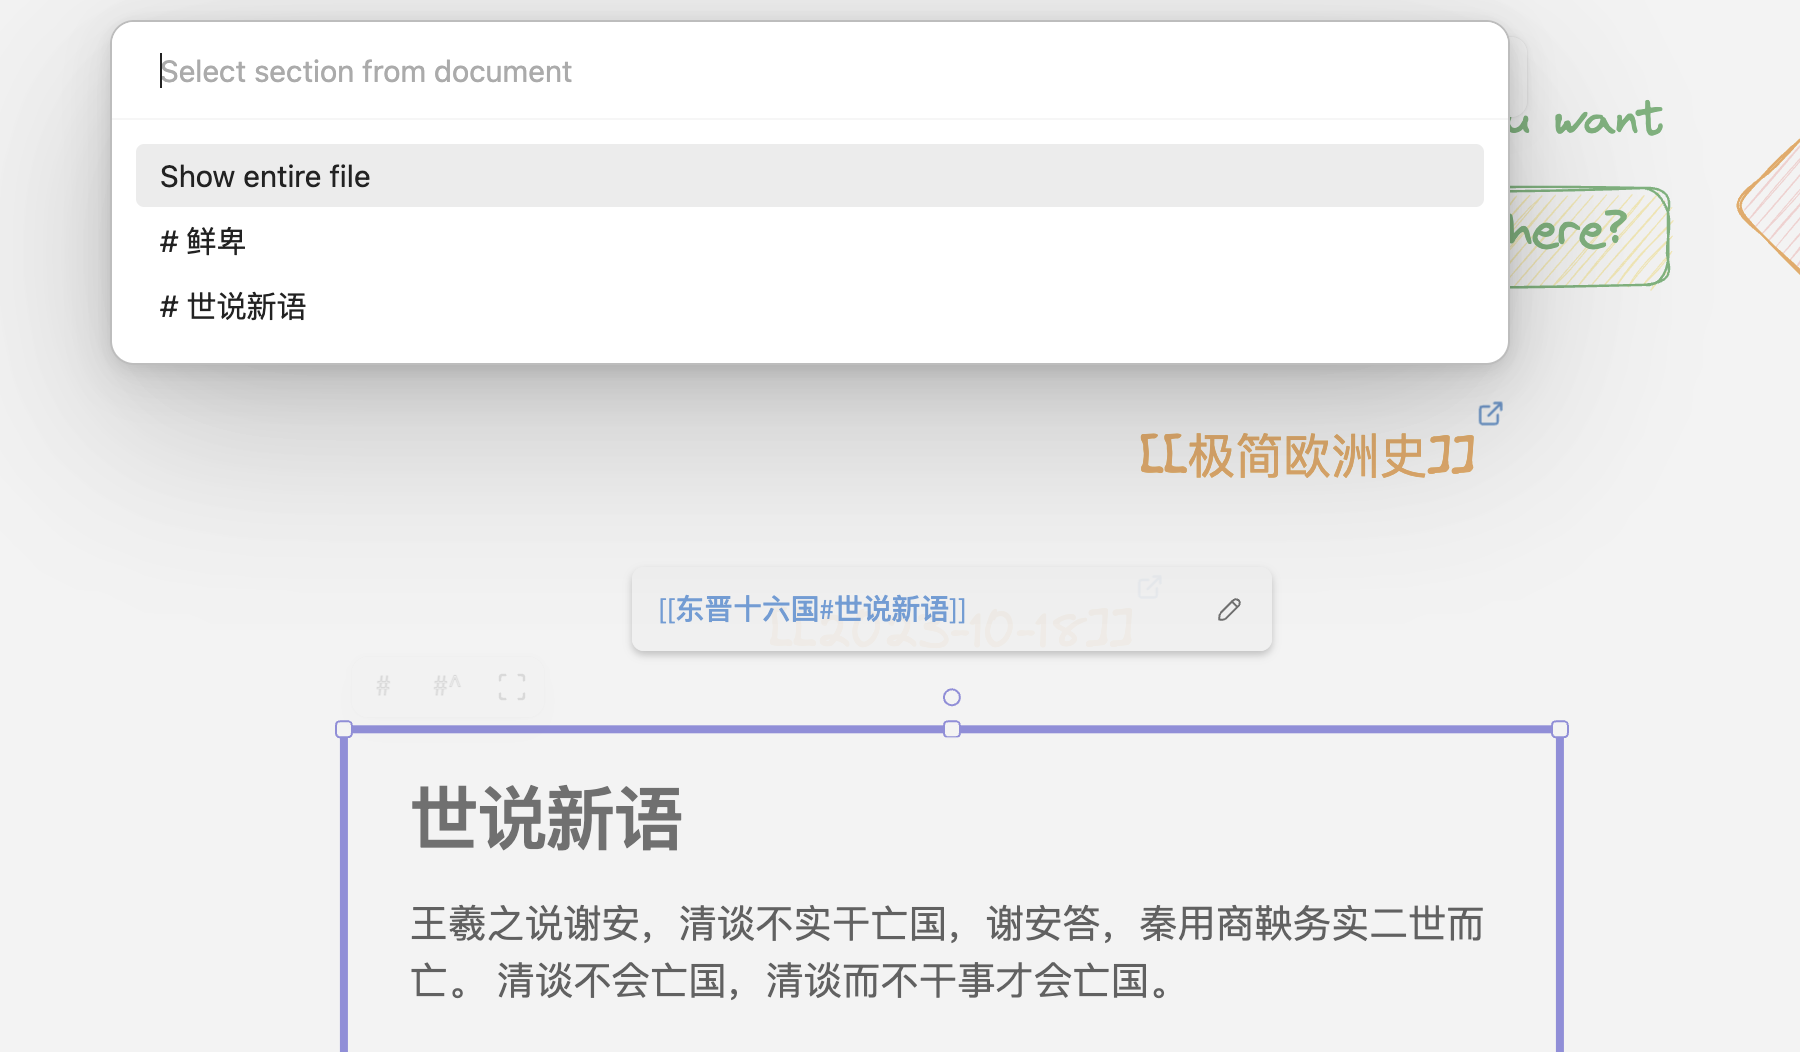 Select section from document
Show entire file
# 鲜卑
# 世说新语
want
here?
[[极简欧洲史]]
[[东晋十六国#世说新语]]
[[2023-10-18]]
# #^
世说新语
王羲之说谢安，清谈不实干亡国，谢安答，秦用商鞅务实二世而
亡。 清谈不会亡国，清谈而不干事才会亡国。